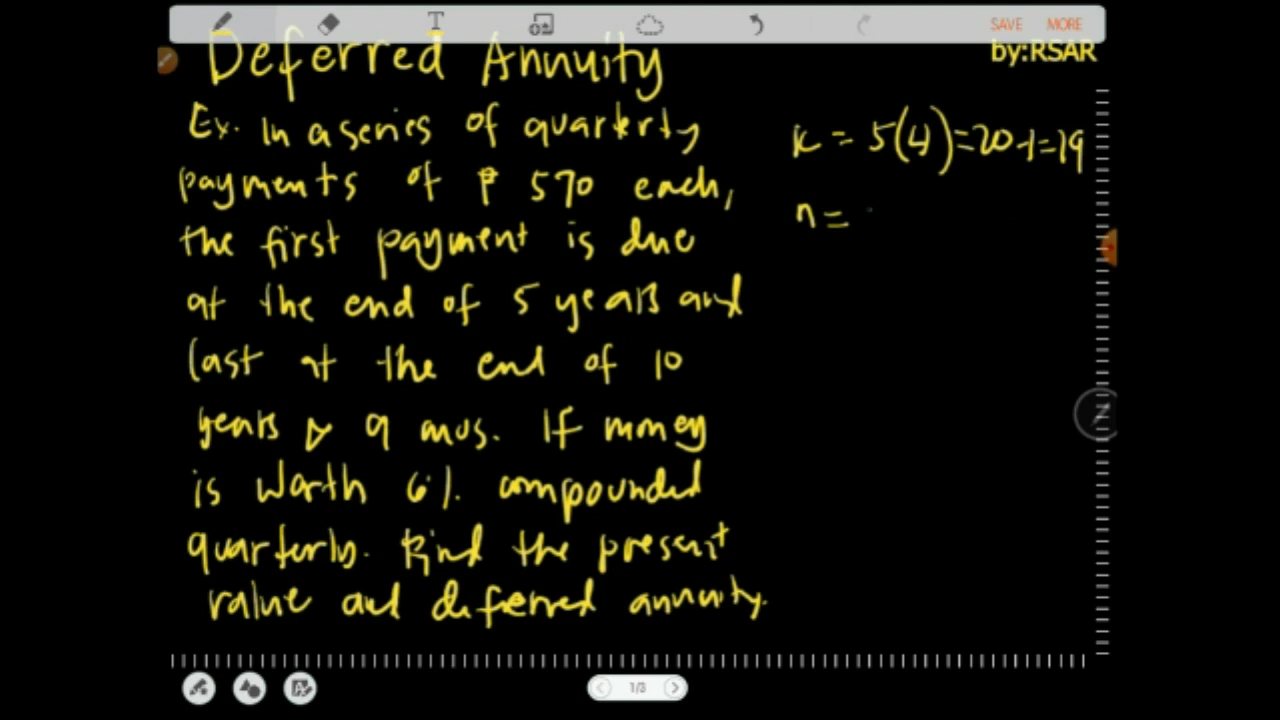 SAVE MORE
by:RSAR
Deferred Annuity
Ex. In a series of quarterly
payments of ₱ 570 each,
the first payment is due
at the end of 5 years and
last at the end of 10
years & 9 mos. If money
is worth 6%. compounded
quarterly. Find the present
value and deferred annuity.
k = 5(4)=20-1=19
n=
1/3